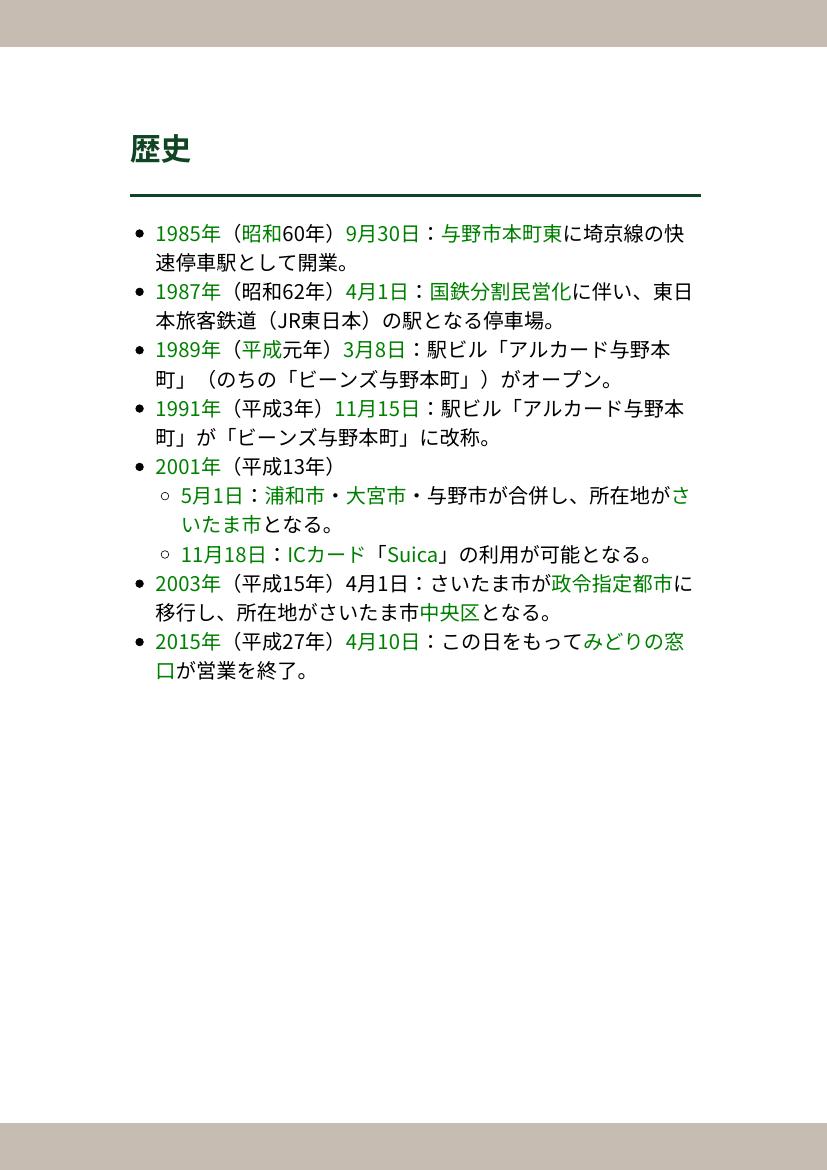 歴史
1985年（昭和60年）9月30日：与野市本町東に埼京線の快
速停車駅として開業。
1987年（昭和62年）4月1日：国鉄分割民営化に伴い、東日
本旅客鉄道（JR東日本）の駅となる停車場。
1989年（平成元年）3月8日：駅ビル「アルカード与野本
町」（のちの「ビーンズ与野本町」）がオープン。
1991年（平成3年）11月15日：駅ビル「アルカード与野本
町」が「ビーンズ与野本町」に改称。
2001年（平成13年）
5月1日：浦和市・大宮市・与野市が合併し、所在地がさ
いたま市となる。
11月18日：ICカード「Suica」の利用が可能となる。
2003年（平成15年）4月1日：さいたま市が政令指定都市に
移行し、所在地がさいたま市中央区となる。
2015年（平成27年）4月10日：この日をもってみどりの窓
口が営業を終了。